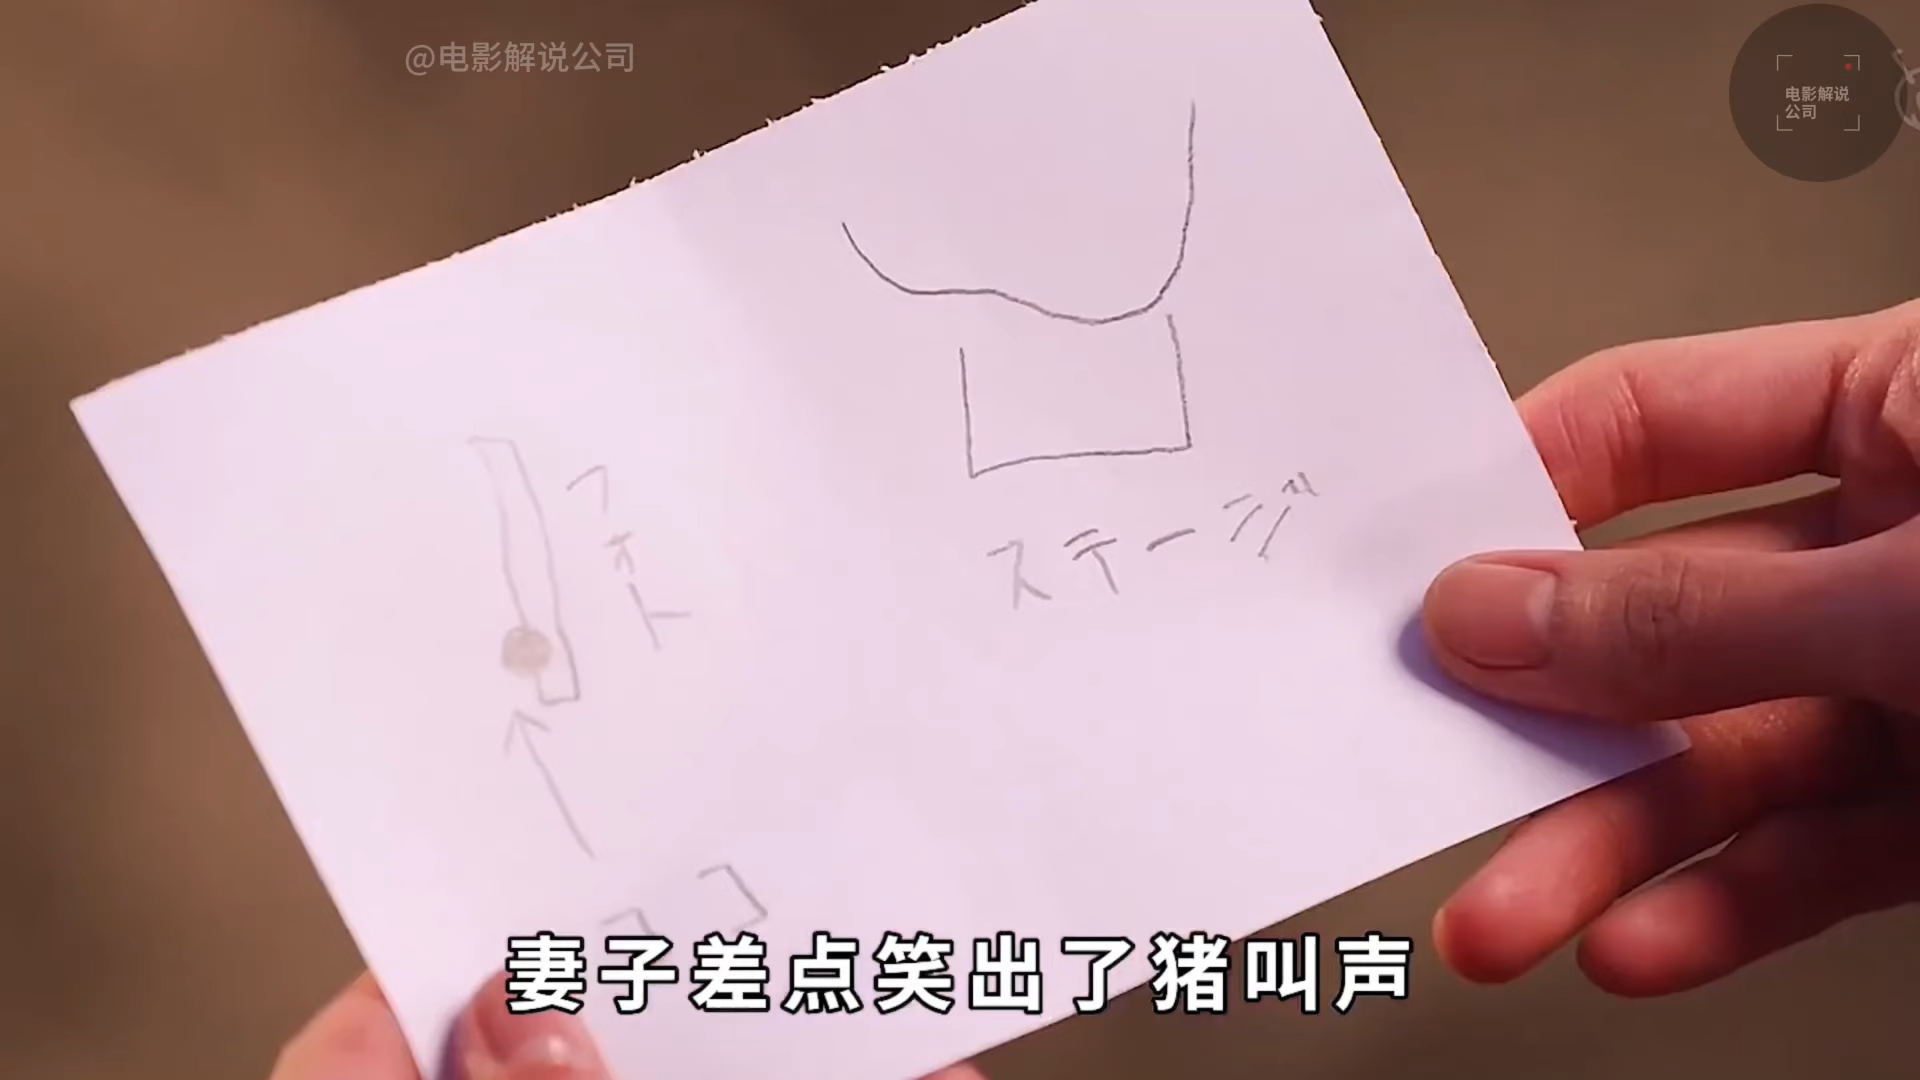 @电影解说公司
电影解说
公司
ステージ
フォト
妻子差点笑出了猪叫声